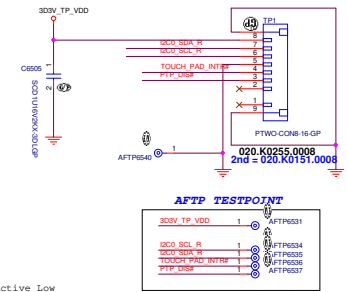 3D3V_TP_VDD
TP1
8
7
6
5
4
3
2
1
9
I2C0_SDA_R
I2C0_SCL_R
TOUCH_PAD_INTR#
PTP_DIS#
C6505
1
2
SCD1U16V2KX-3DLGP
PTWO-CON8-16-GP
020.K0255.0008
2nd = 020.K0151.0008
AFTP6540
1
AFTP TESTPOINT
3D3V_TP_VDD 1 AFTP6531
I2C0_SCL_R 1 AFTP6534
I2C0_SDA_R 1 AFTP6535
TOUCH_PAD_INTR# 1 AFTP6536
PTP_DIS# 1 AFTP6537
ctive Low